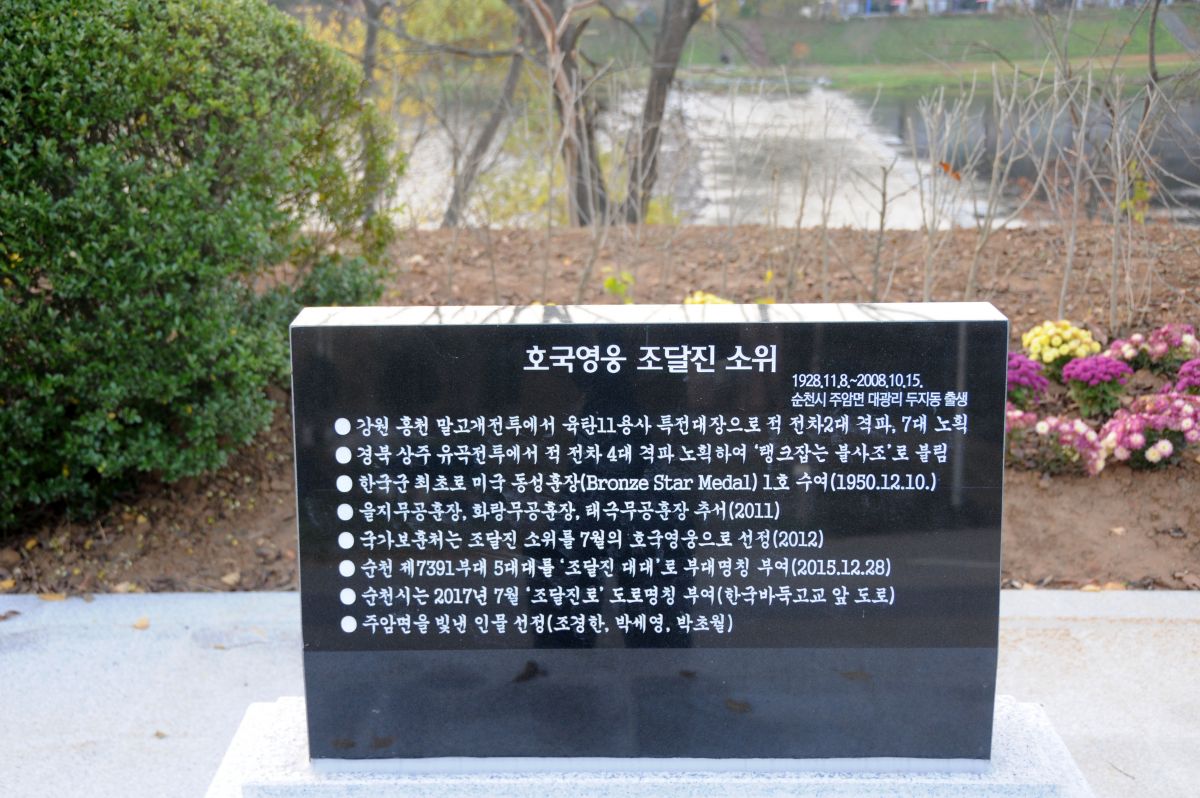 호국영웅 조달진 소위
1928.11.8.~2008.10.15.
순천시 주암면 대광리 두지동 출생
● 강원 홍천 말고개전투에서 육탄11용사 특전대장으로 적 전차2대 격파, 7대 노획
● 경북 상주 유곡전투에서 적 전차 4대 격파 노획하여 '탱크잡는 불사조'로 불림
● 한국군 최초로 미국 동성훈장(Bronze Star Medal) 1호 수여(1950.12.10.)
● 을지무공훈장, 화랑무공훈장, 태극무공훈장 추서(2011)
● 국가보훈처는 조달진 소위를 7월의 호국영웅으로 선정(2012)
● 순천 제7391부대 5대대를 '조달진 대대'로 부대명칭 부여(2015.12.28)
● 순천시는 2017년 7월 '조달진로' 도로명칭 부여(한국바둑고교 앞 도로)
● 주암면을 빛낸 인물 선정(조경한, 박세영, 박초월)